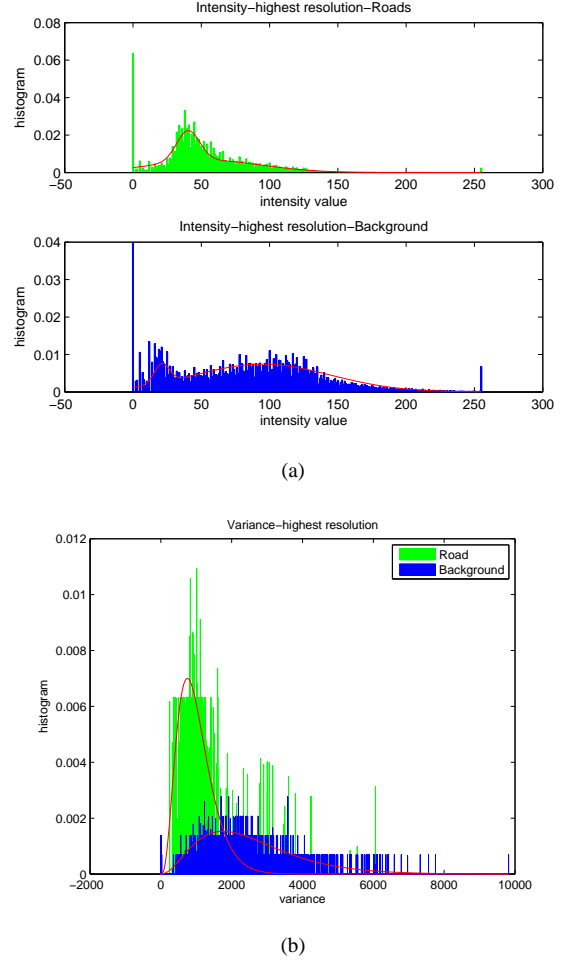 Intensity−highest resolution−Roads
0.08
0.06
0.04
0.02
0
histogram
−50 0 50 100 150 200 250 300
intensity value
Intensity−highest resolution−Background
0.04
0.03
0.02
0.01
0
histogram
−50 0 50 100 150 200 250 300
intensity value
(a)
Variance−highest resolution
0.012
0.01
0.008
0.006
0.004
0.002
0
histogram
Road
Background
−2000 0 2000 4000 6000 8000 10000
variance
(b)